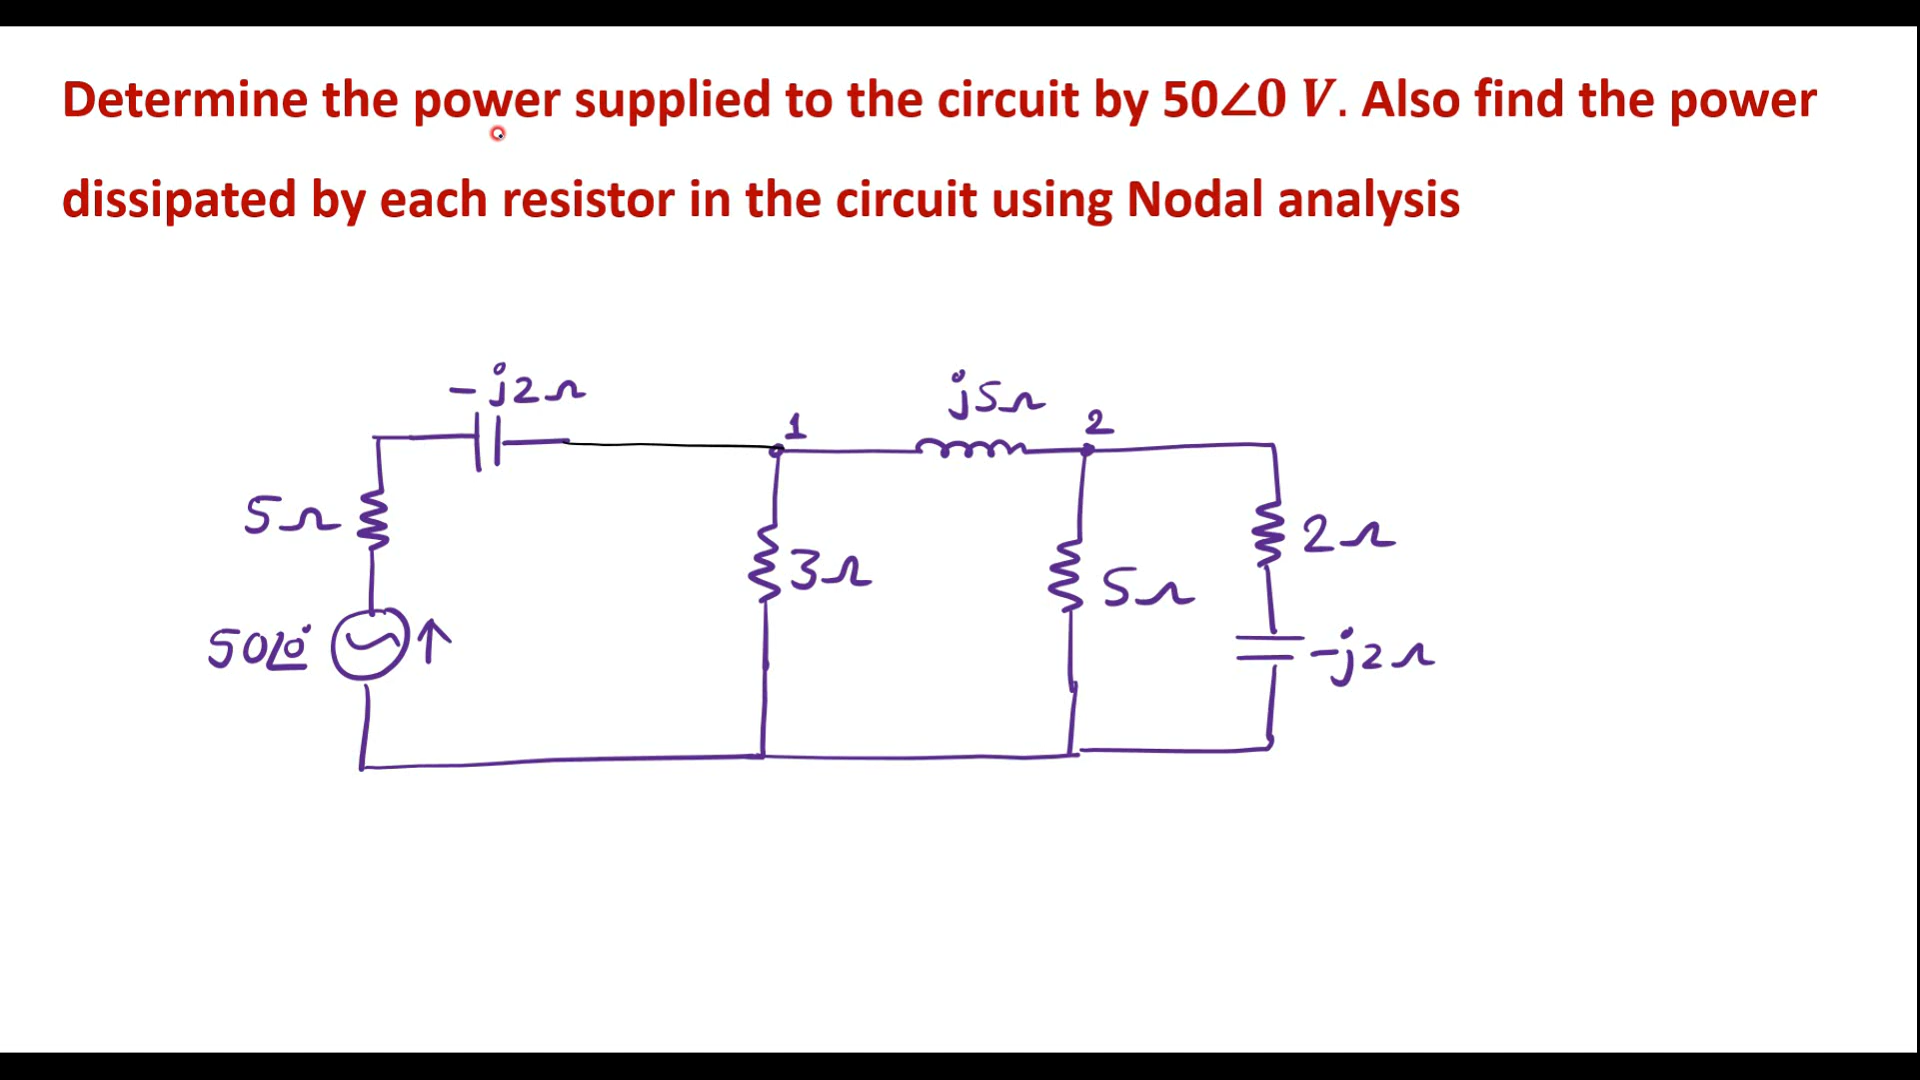 Determine the power supplied to the circuit by 50∠0 V. Also find the power
dissipated by each resistor in the circuit using Nodal analysis
-j2Ω
j5Ω
1
2
5Ω
3Ω
5Ω
2Ω
50∠0°
-j2Ω